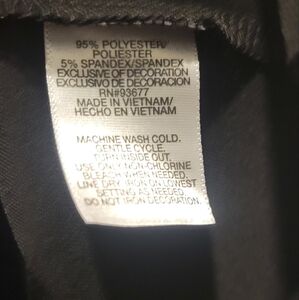 95% POLYESTER/
POLIESTER
5% SPANDEX/SPANDEX
EXCLUSIVE OF DECORATION
EXCLUSIVO DE DECORACION
RN#93677
MADE IN VIETNAM/
HECHO EN VIETNAM
MACHINE WASH COLD.
GENTLE CYCLE.
TURN INSIDE OUT.
USE ONLY NON-CHLORINE
BLEACH WHEN NEEDED.
LINE DRY. IRON ON LOWEST
SETTING AS NEEDED.
DO NOT IRON DECORATION.